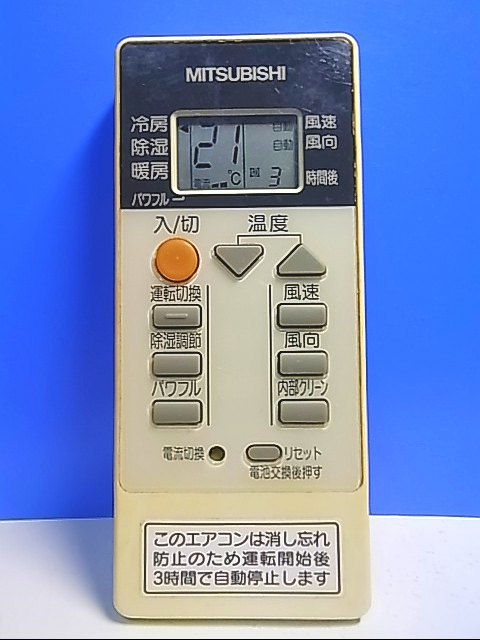 MITSUBISHI
冷房
除湿
暖房
パワフル
21
℃
自動
自動
電流
3
風速
風向
時間後
入/切
温度
運転切換
風速
除湿調節
風向
パワフル
内部クリーン
電流切換
リセット
電池交換後押す
このエアコンは消し忘れ
防止のため運転開始後
3時間で自動停止します